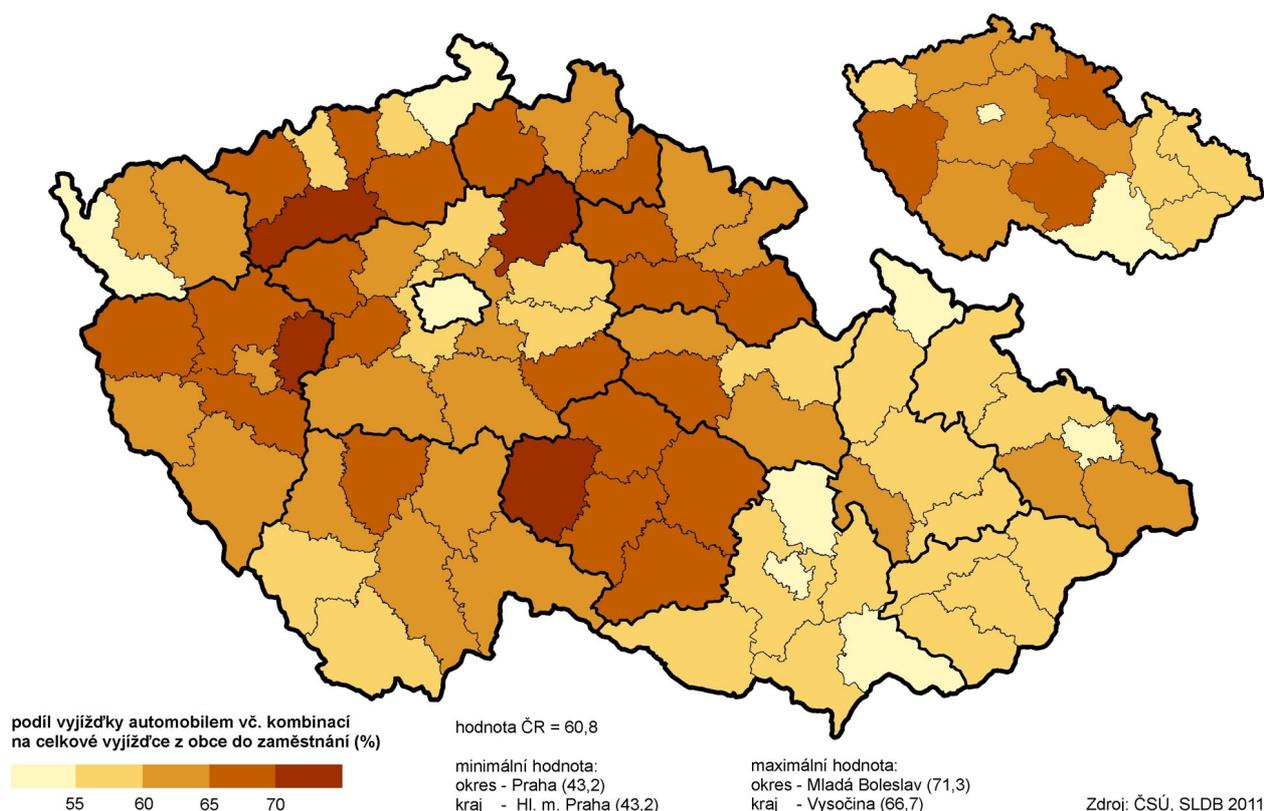 podíl vyjížďky automobilem vč. kombinací
na celkové vyjížďce z obce do zaměstnání (%)
55 60 65 70
hodnota ČR = 60,8
minimální hodnota:
okres - Praha (43,2)
kraj - Hl. m. Praha (43,2)
maximální hodnota:
okres - Mladá Boleslav (71,3)
kraj - Vysočina (66,7)
Zdroj: ČSÚ, SLDB 2011